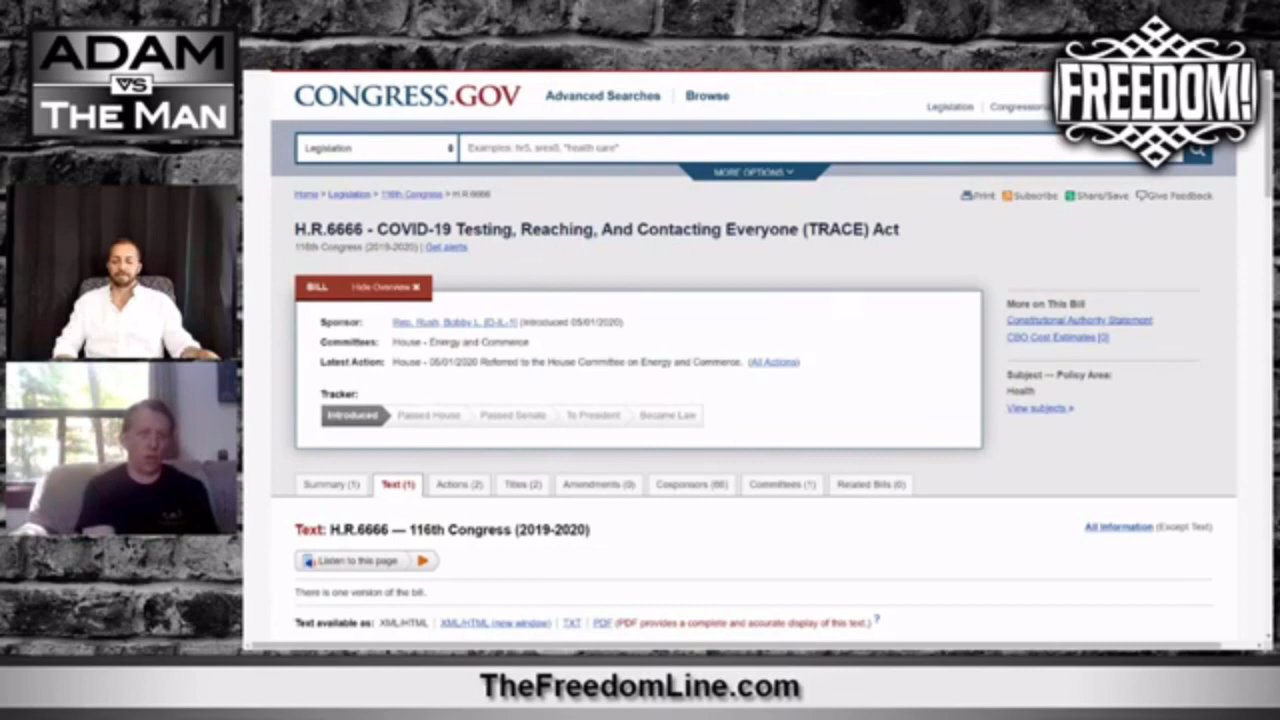 ADAM
VS
THE MAN
FREEDOM!
CONGRESS.GOV
Advanced Searches
Browse
Legislation
Legislation
Examples: hr5, sres9, "health care"
MORE OPTIONS
Home > Legislation > 116th Congress > H.R.6666
Print
Subscribe
Share/Save
Give Feedback
H.R.6666 - COVID-19 Testing, Reaching, And Contacting Everyone (TRACE) Act
116th Congress (2019-2020) | Get alerts
BILL
Hide Overview x
Sponsor: Rep. Rush, Bobby L. [D-IL-1] (Introduced 05/01/2020)
Committees: House - Energy and Commerce
Latest Action: House - 05/01/2020 Referred to the House Committee on Energy and Commerce. (All Actions)
Tracker:
Introduced
Passed House
Passed Senate
To President
Became Law
More on This Bill
Constitutional Authority Statement
CBO Cost Estimates [0]
Subject — Policy Area:
Health
View subjects »
Summary (1)
Text (1)
Actions (2)
Titles (2)
Amendments (0)
Cosponsors (66)
Committees (1)
Related Bills (0)
Text: H.R.6666 — 116th Congress (2019-2020)
All Information (Except Text)
Listen to this page
There is one version of the bill.
Text available as: XML/HTML | XML/HTML (new window) | TXT | PDF (PDF provides a complete and accurate display of this text.) ?
TheFreedomLine.com